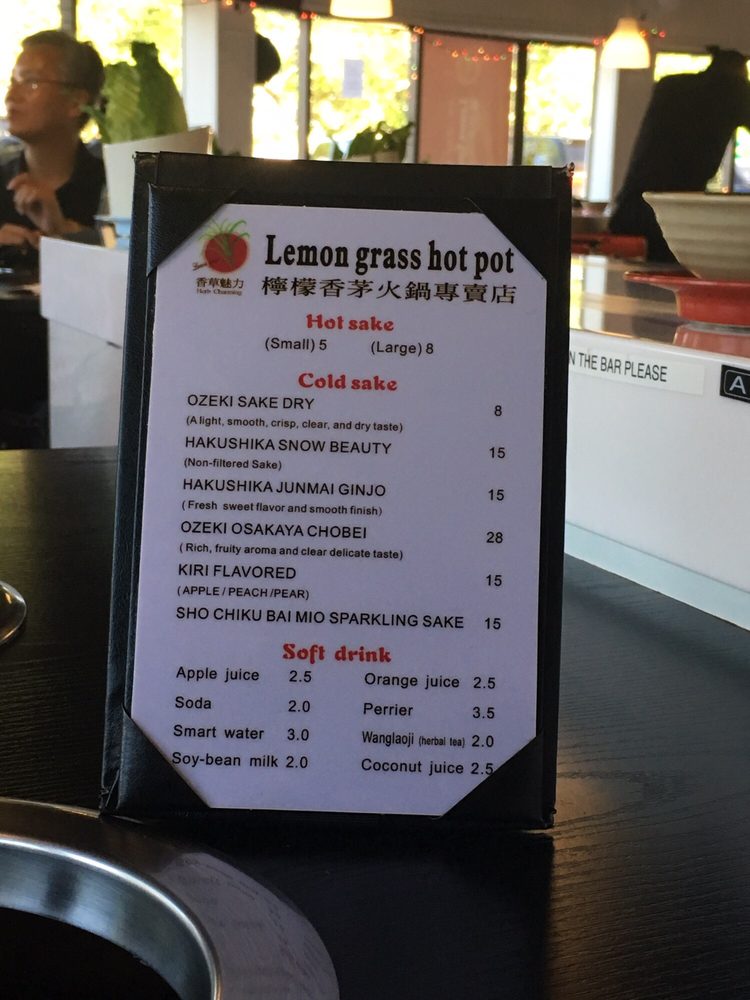 Lemon grass hot pot
香草魅力
Herb Charming
檸檬香茅火鍋專賣店
Hot sake
(Small) 5 (Large) 8
Cold sake
OZEKI SAKE DRY 8
(A light, smooth, crisp, clear, and dry taste)
HAKUSHIKA SNOW BEAUTY 15
(Non-filtered Sake)
HAKUSHIKA JUNMAI GINJO 15
( Fresh sweet flavor and smooth finish)
OZEKI OSAKAYA CHOBEI 28
( Rich, fruity aroma and clear delicate taste)
KIRI FLAVORED 15
(APPLE / PEACH /PEAR)
SHO CHIKU BAI MIO SPARKLING SAKE 15
Soft drink
Apple juice 2.5 Orange juice 2.5
Soda 2.0 Perrier 3.5
Smart water 3.0 Wanglaoji (herbal tea) 2.0
Soy-bean milk 2.0 Coconut juice 2.5
N THE BAR PLEASE
A